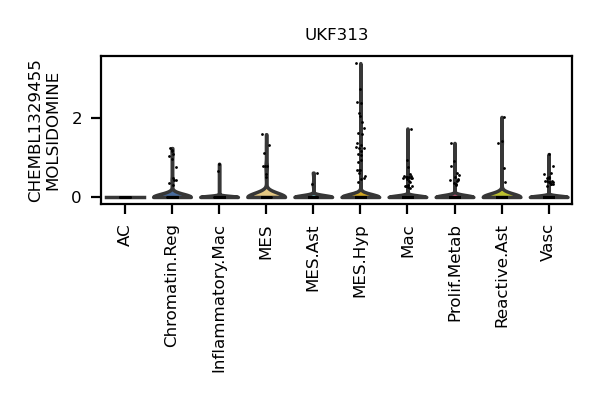 UKF313
CHEMBL1329455
MOLSIDOMINE
2
0
AC
Chromatin.Reg
Inflammatory.Mac
MES
MES.Ast
MES.Hyp
Mac
Prolif.Metab
Reactive.Ast
Vasc